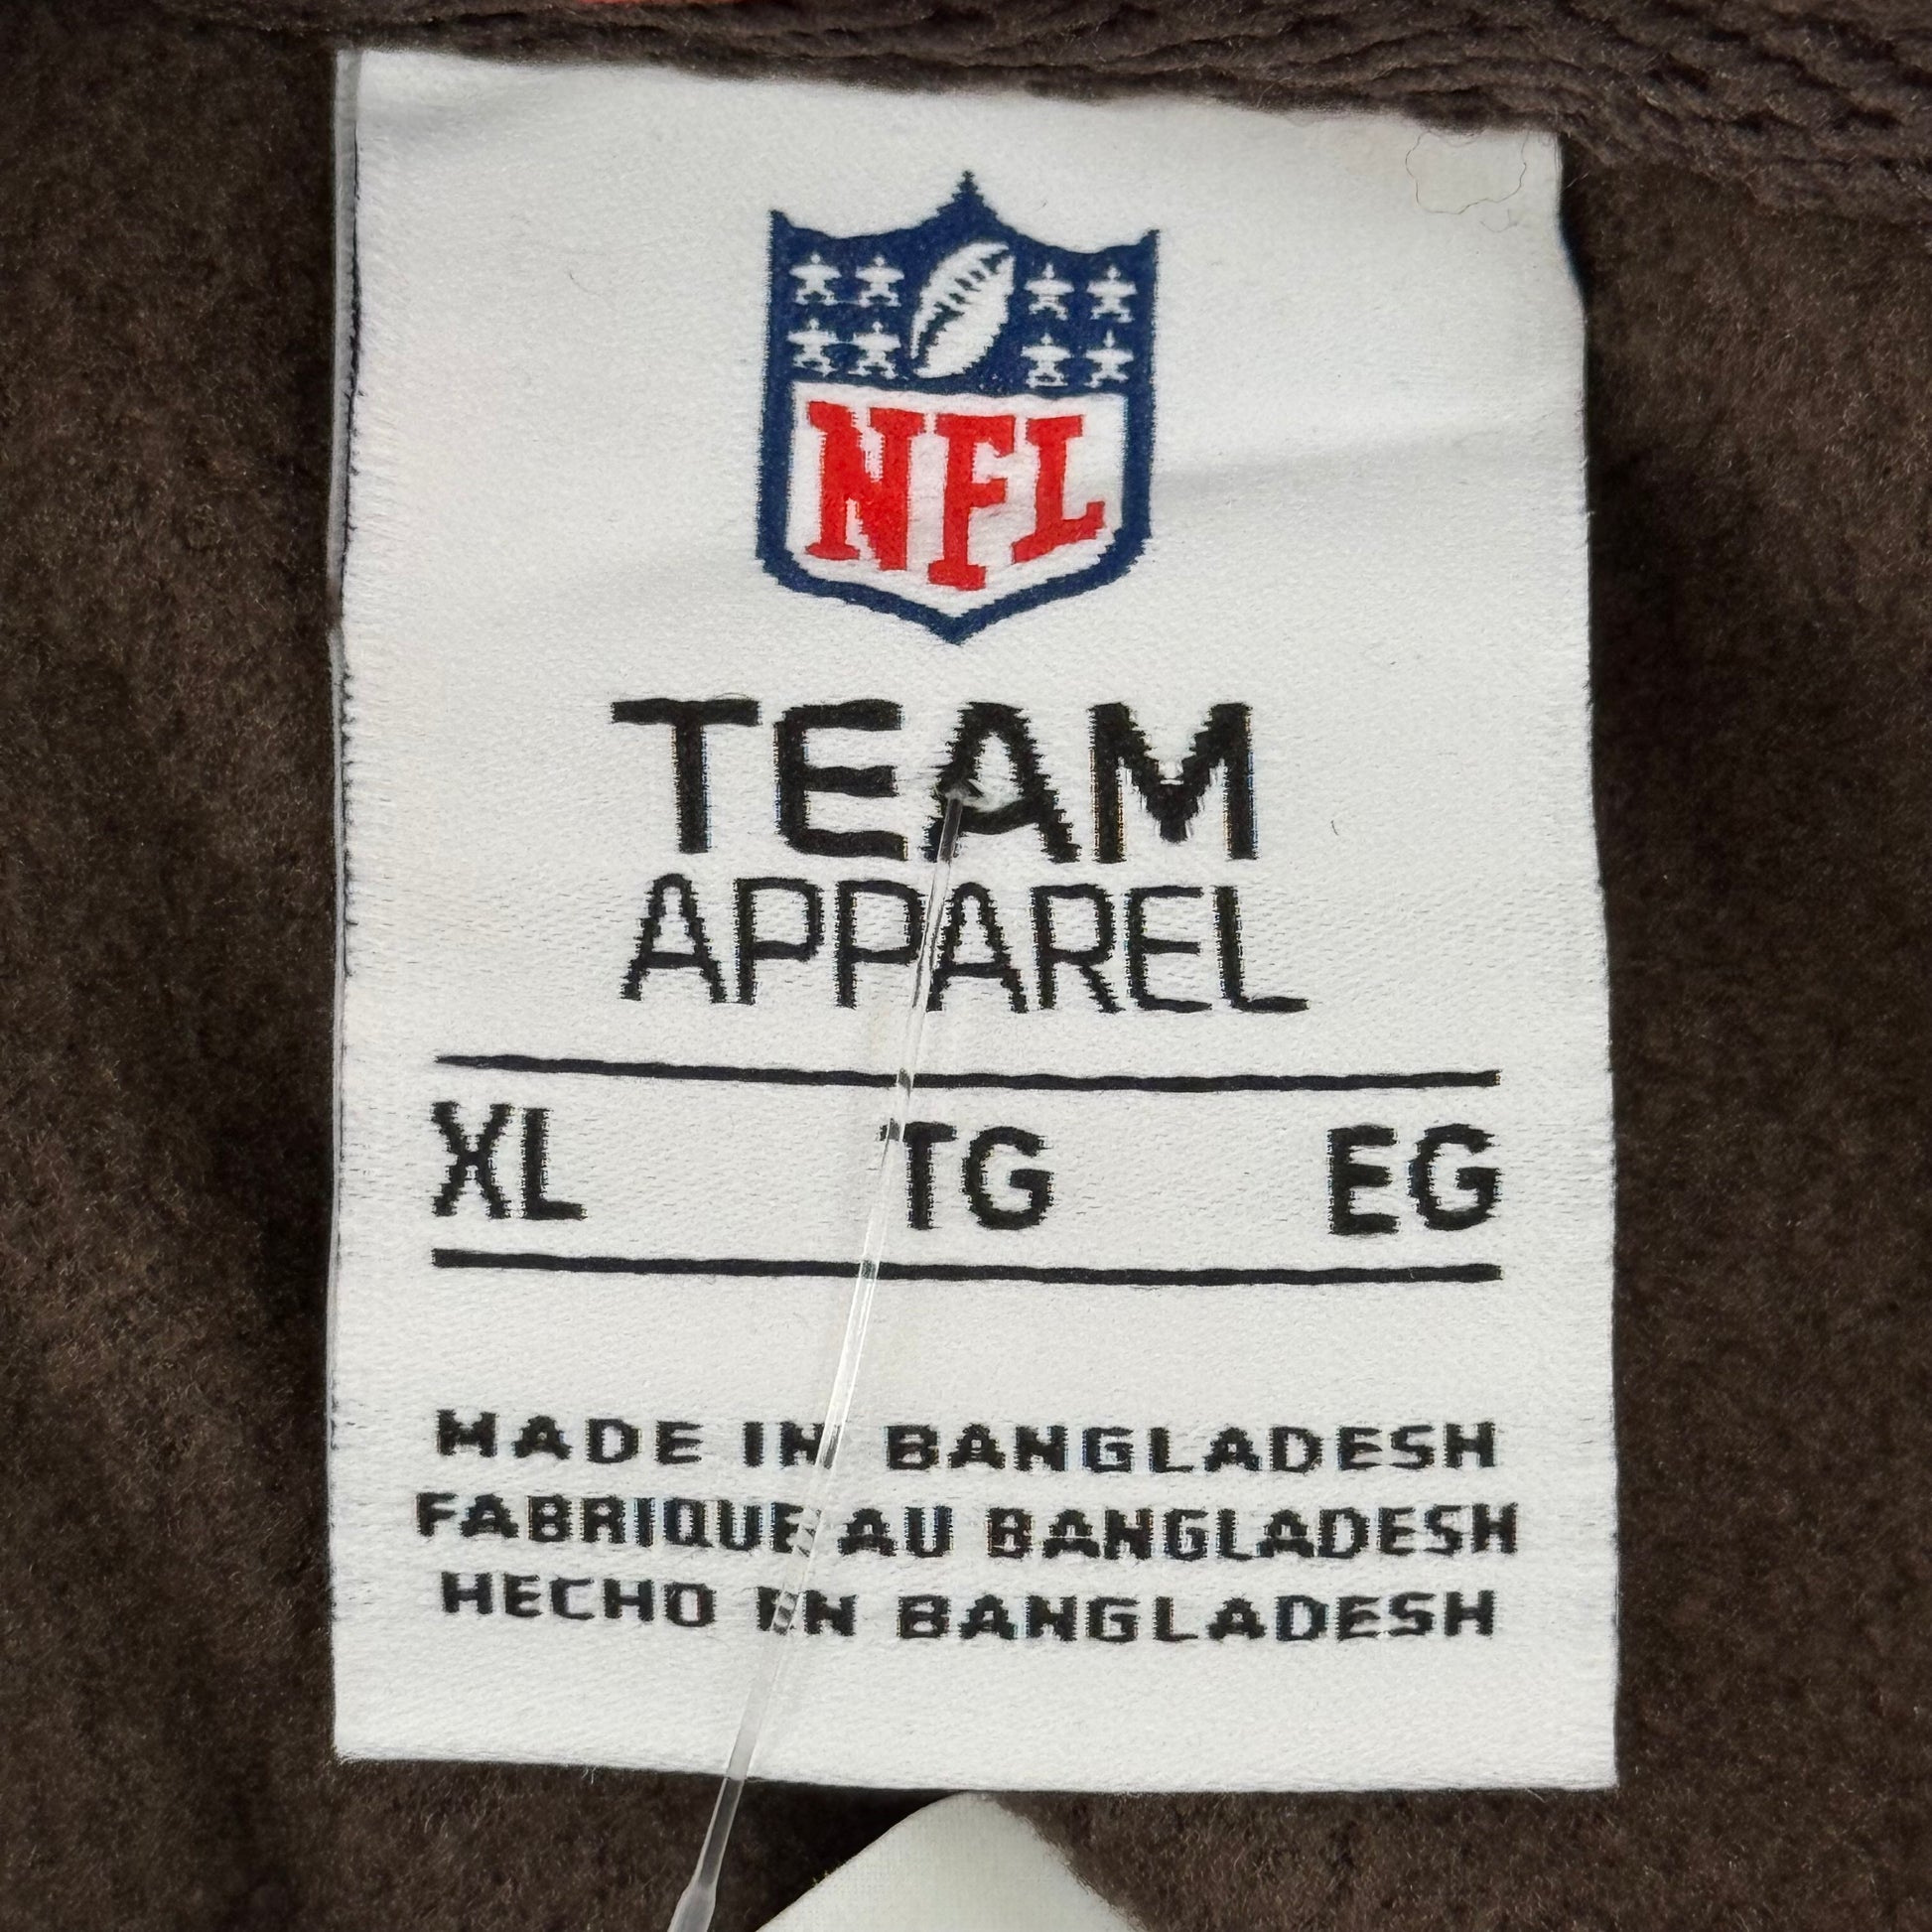 NFL
TEAM
APPAREL
XL TG EG
MADE IN BANGLADESH
FABRIQUE AU BANGLADESH
HECHO EN BANGLADESH